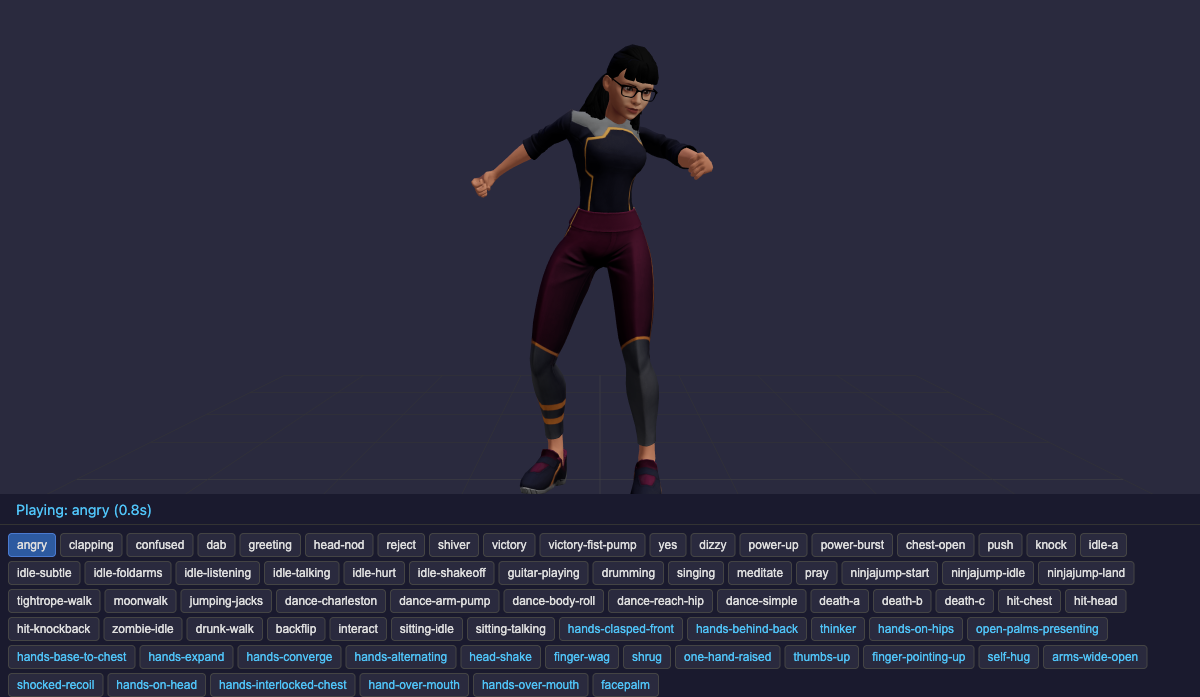 Playing: angry (0.8s)
angry clapping confused dab greeting head-nod reject shiver victory victory-fist-pump yes dizzy power-up power-burst chest-open push knock idle-a
idle-subtle idle-foldarms idle-listening idle-talking idle-hurt idle-shakeoff guitar-playing drumming singing meditate pray ninjajump-start ninjajump-idle ninjajump-land
tightrope-walk moonwalk jumping-jacks dance-charleston dance-arm-pump dance-body-roll dance-reach-hip dance-simple death-a death-b death-c hit-chest hit-head
hit-knockback zombie-idle drunk-walk backflip interact sitting-idle sitting-talking hands-clasped-front hands-behind-back thinker hands-on-hips open-palms-presenting
hands-base-to-chest hands-expand hands-converge hands-alternating head-shake finger-wag shrug one-hand-raised thumbs-up finger-pointing-up self-hug arms-wide-open
shocked-recoil hands-on-head hands-interlocked-chest hand-over-mouth hands-over-mouth facepalm